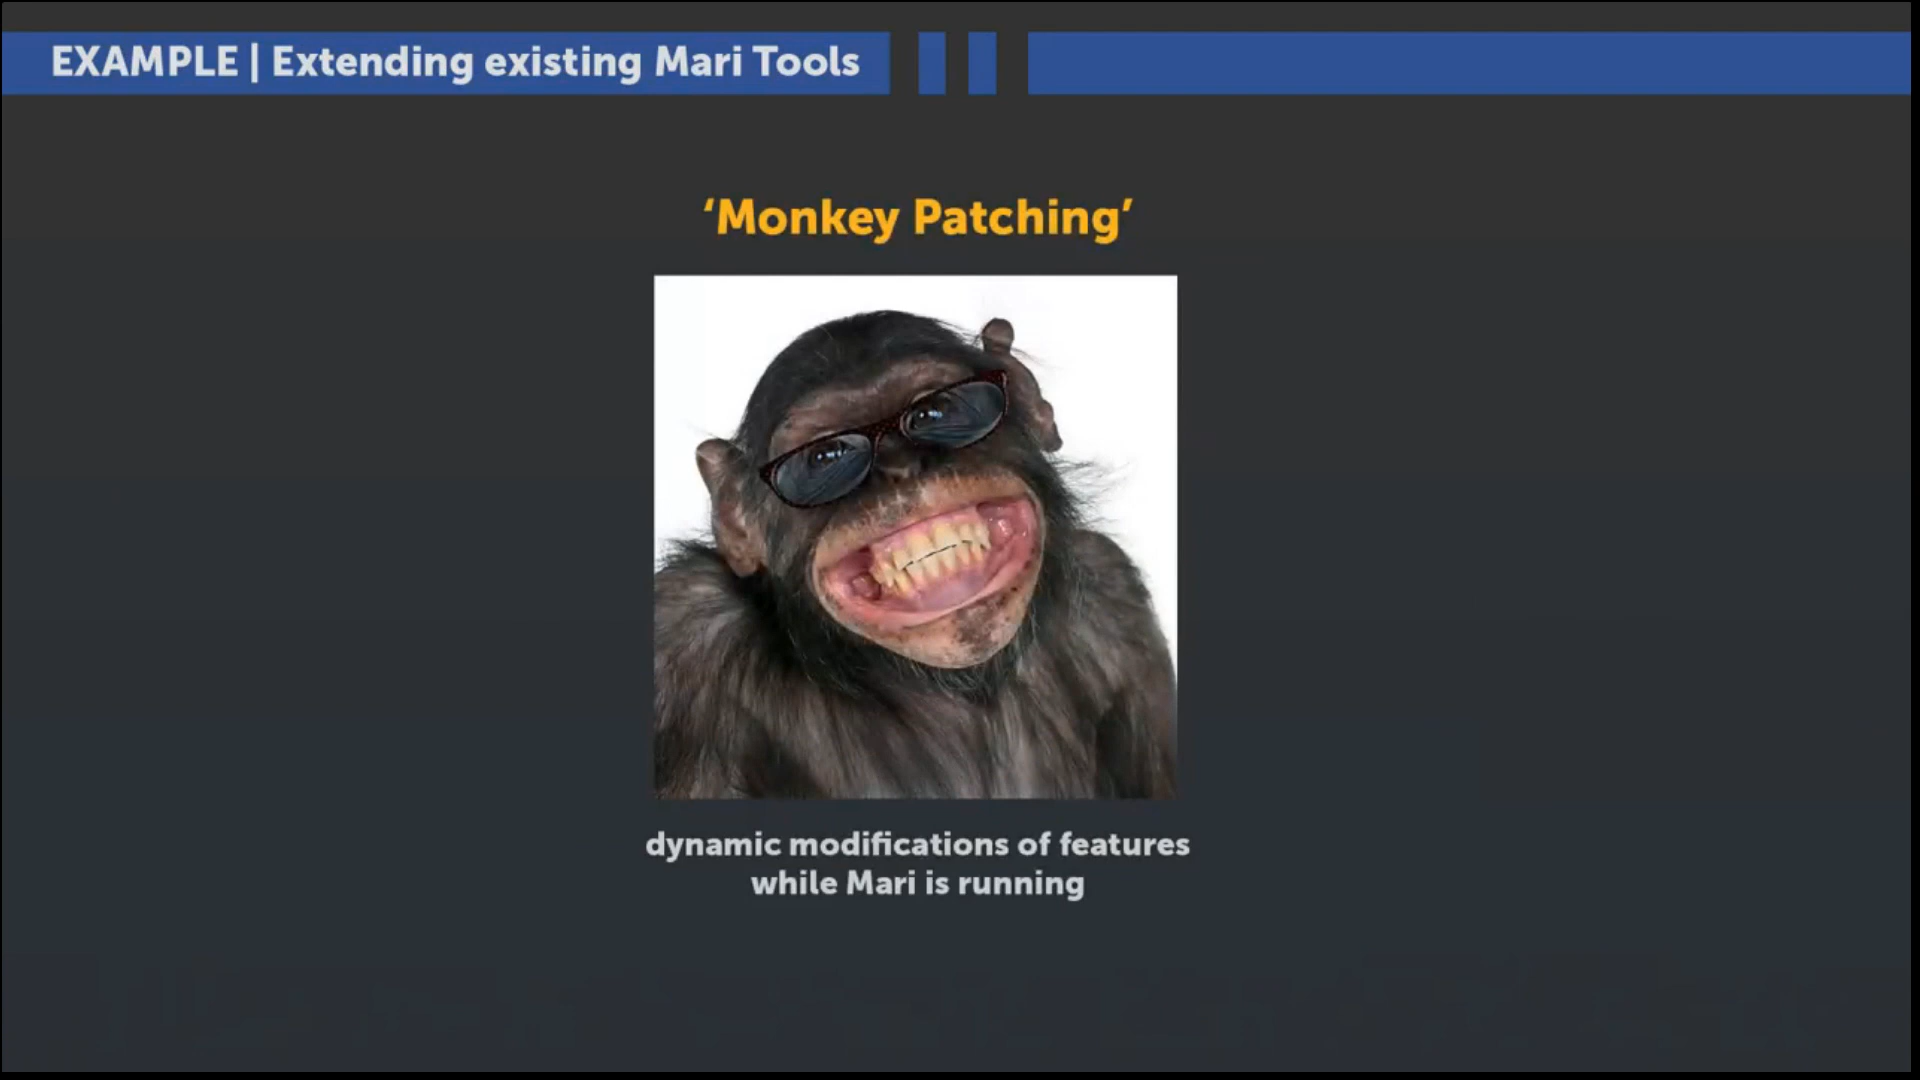 EXAMPLE | Extending existing Mari Tools
‘Monkey Patching’
dynamic modifications of features
while Mari is running